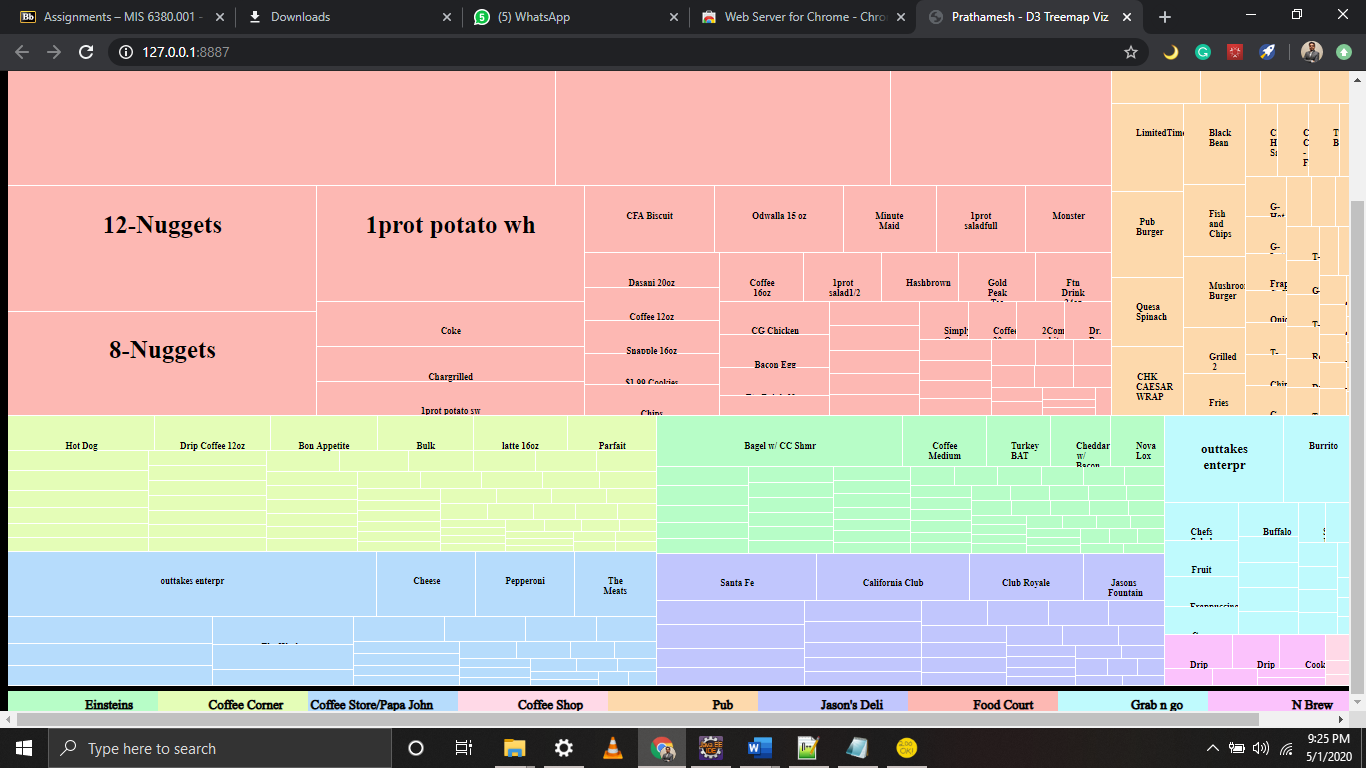 Assignments – MIS 6380.001 -
Downloads
(5) WhatsApp
Web Server for Chrome - Chro
Prathamesh - D3 Treemap Viz
127.0.0.1:8887
12-Nuggets
1prot potato wh
8-Nuggets
Coke
Chargrilled
1prot potato sw
CFA Biscuit
Odwalla 15 oz
Minute
Maid
1prot
saladfull
Monster
Dasani 20oz
Coffee 12oz
Snapple 16oz
$1.99 Cookies
Chips
Coffee
16oz
1prot
salad1/2
Hashbrown
Gold
Peak
Ftn
Drink
CG Chicken
Bacon Egg
Simply
Coffee
2Com
Dr.
LimitedTime
Black
Bean
Pub
Burger
Fish
and
Chips
Quesa
Spinach
Mushroo
Burger
CHK
CAESAR
WRAP
Grilled
2
Fries
Hot Dog
Drip Coffee 12oz
Bon Appetite
Bulk
latte 16oz
Parfait
Bagel w/ CC Shmr
Coffee
Medium
Turkey
BAT
Cheddar
w/
Bacon
Nova
Lox
outtakes
enterpr
Burrito
Chefs
Buffalo
Fruit
Frappuccino
outtakes enterpr
Cheese
Pepperoni
The
Meats
Santa Fe
California Club
Club Royale
Jasons
Fountain
Drip
Drip
Cook
Einsteins
Coffee Corner
Coffee Store/Papa John
Coffee Shop
Pub
Jason's Deli
Food Court
Grab n go
N Brew
Type here to search
9:25 PM
5/1/2020